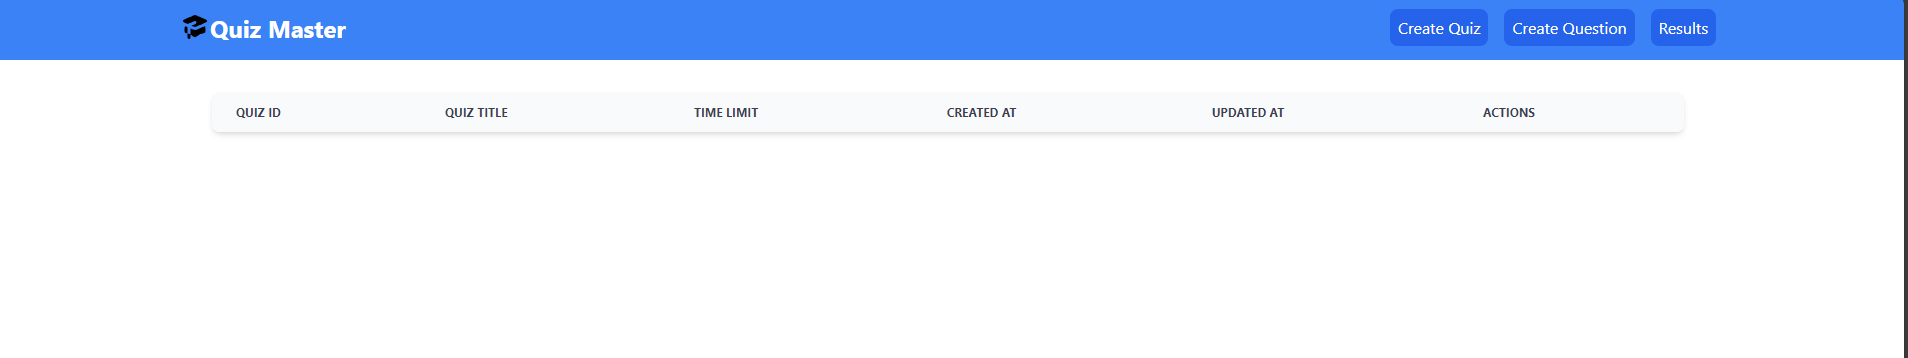 Quiz Master
Create Quiz Create Question Results
QUIZ ID QUIZ TITLE TIME LIMIT CREATED AT UPDATED AT ACTIONS